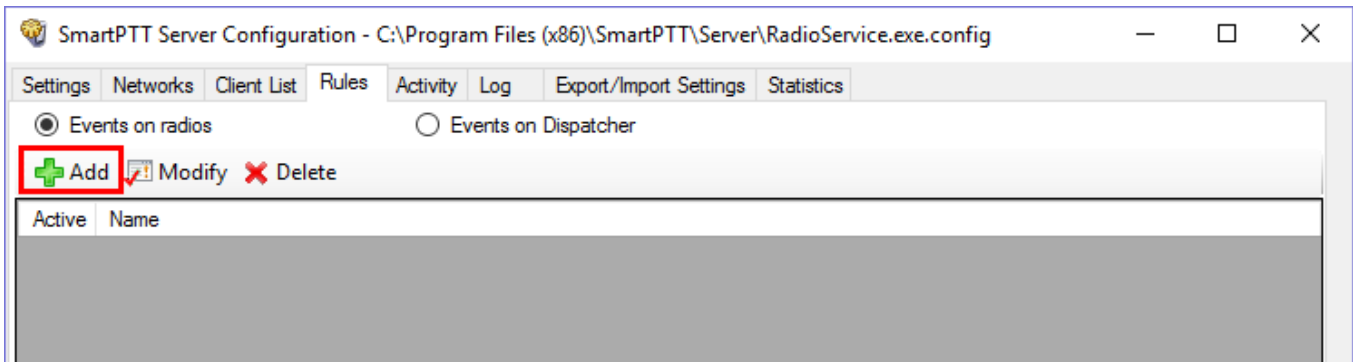 SmartPTT Server Configuration - C:\Program Files (x86)\SmartPTT\Server\RadioService.exe.config
Settings Networks Client List Rules Activity Log Export/Import Settings Statistics
Events on radios Events on Dispatcher
Add Modify Delete
Active Name